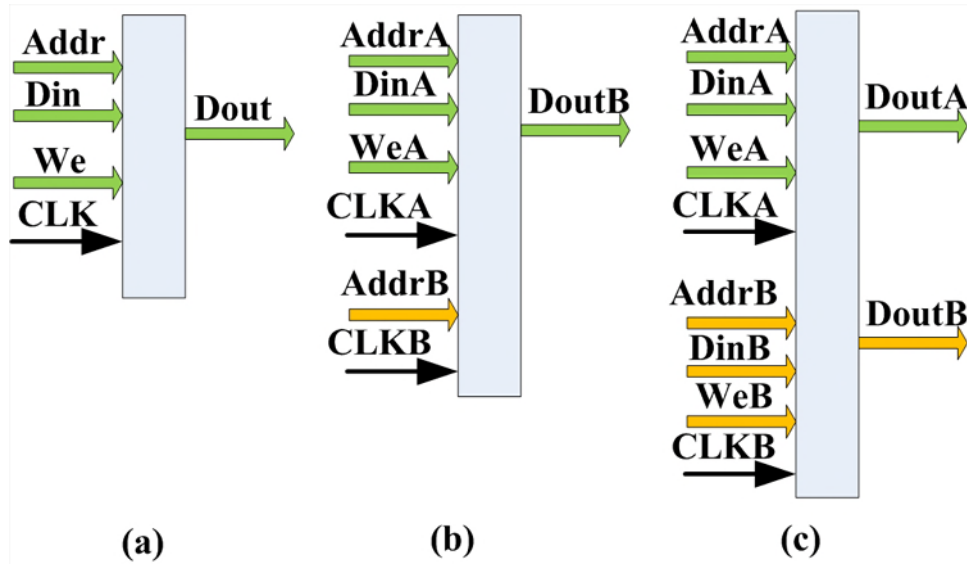 Addr
Din
We
CLK
Dout
(a)
AddrA
DinA
WeA
CLKA
AddrB
CLKB
DoutB
(b)
AddrA
DinA
WeA
CLKA
AddrB
DinB
WeB
CLKB
DoutA
DoutB
(c)